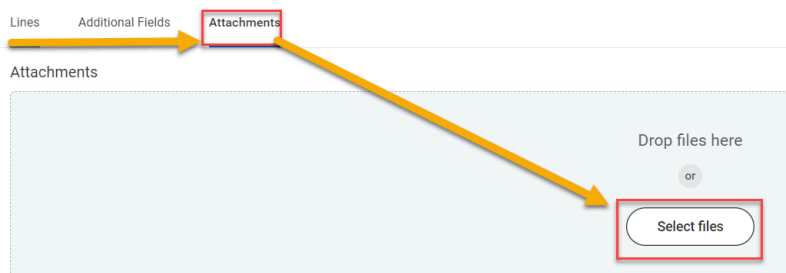 Lines Additional Fields Attachments
Attachments
Drop files here
or
Select files